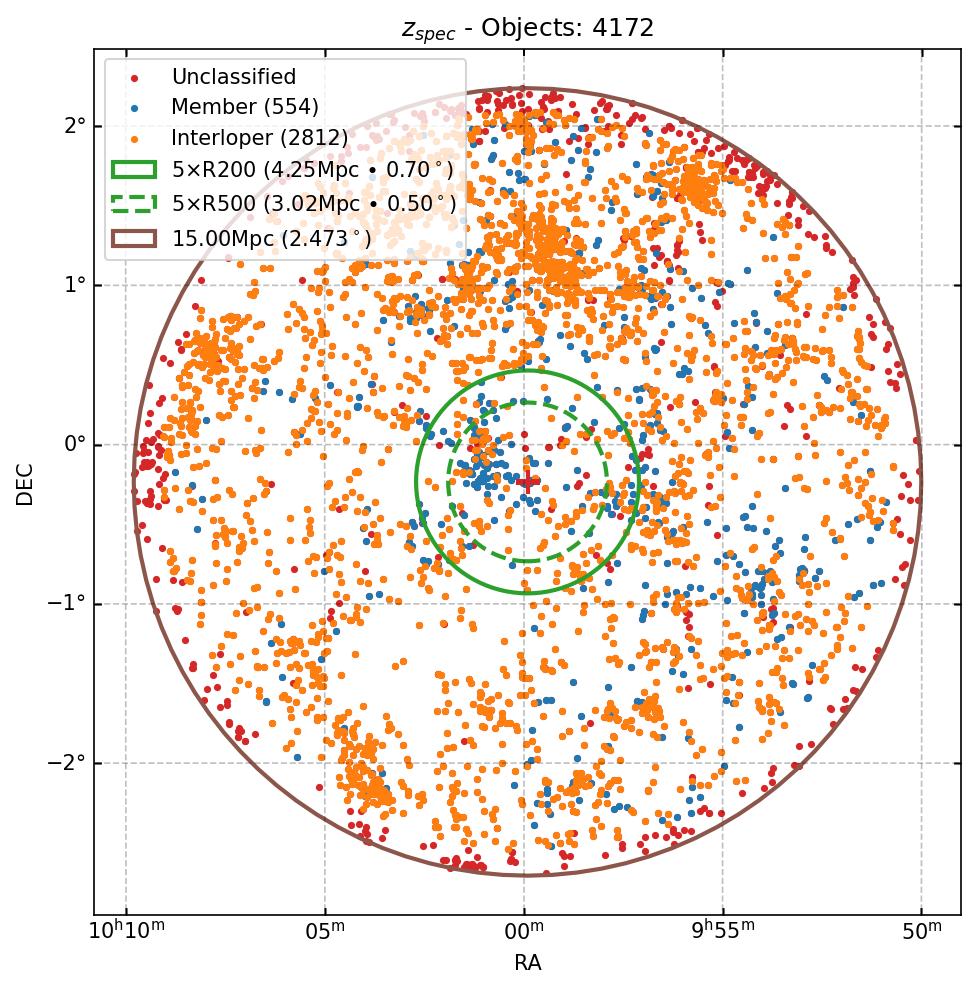 z_spec - Objects: 4172
Unclassified
Member (554)
Interloper (2812)
5×R200 (4.25Mpc • 0.70°)
5×R500 (3.02Mpc • 0.50°)
15.00Mpc (2.473°)
2°
1°
0°
−1°
−2°
DEC
10ʰ10ᵐ 05ᵐ 00ᵐ 9ʰ55ᵐ 50ᵐ
RA